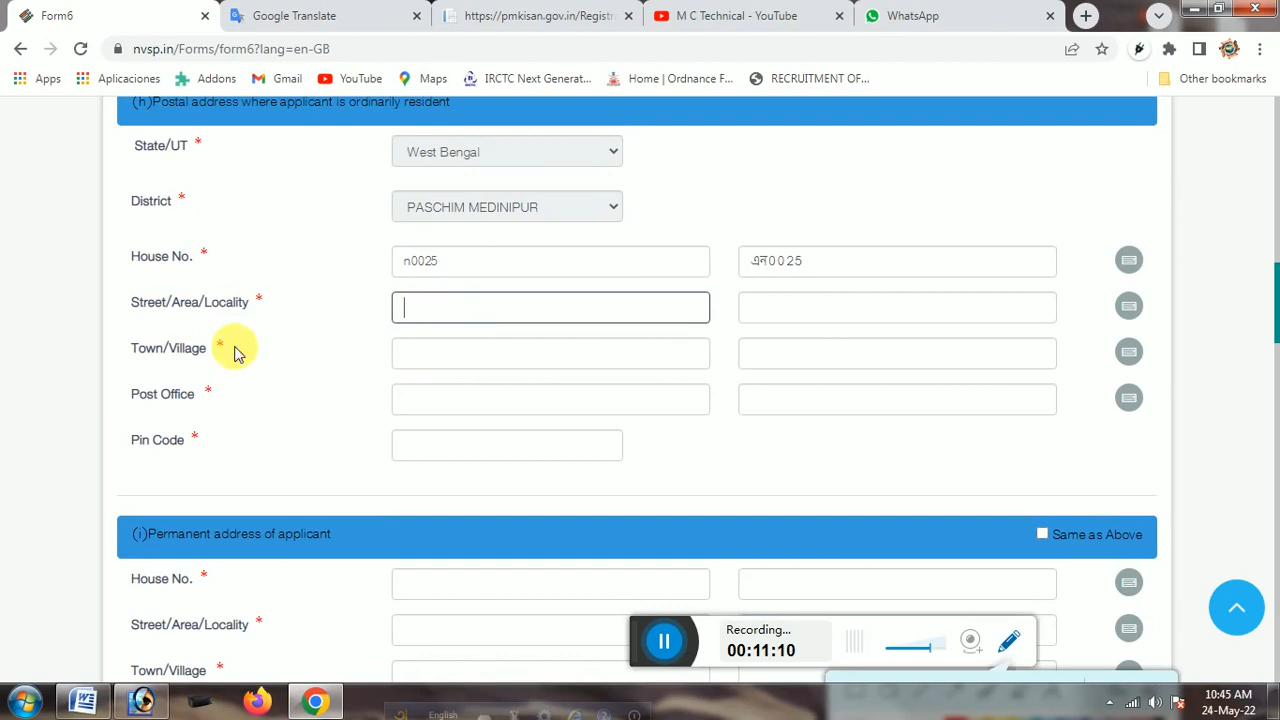 Form6
Google Translate
https://pmkisan.gov.in/Registr
M C Technical - YouTube
WhatsApp
nvsp.in/Forms/form6?lang=en-GB
Apps
Aplicaciones
Addons
Gmail
YouTube
Maps
IRCTC Next Generat...
Home | Ordnance F...
RECRUITMENT OF...
Other bookmarks
(h)Postal address where applicant is ordinarily resident
State/UT *
West Bengal
District *
PASCHIM MEDINIPUR
House No. *
n0025
এন0025
Street/Area/Locality *
Town/Village *
Post Office *
Pin Code *
(i)Permanent address of applicant
Same as Above
House No. *
Street/Area/Locality *
Town/Village *
Recording...
00:11:10
English
10:45 AM
24-May-22